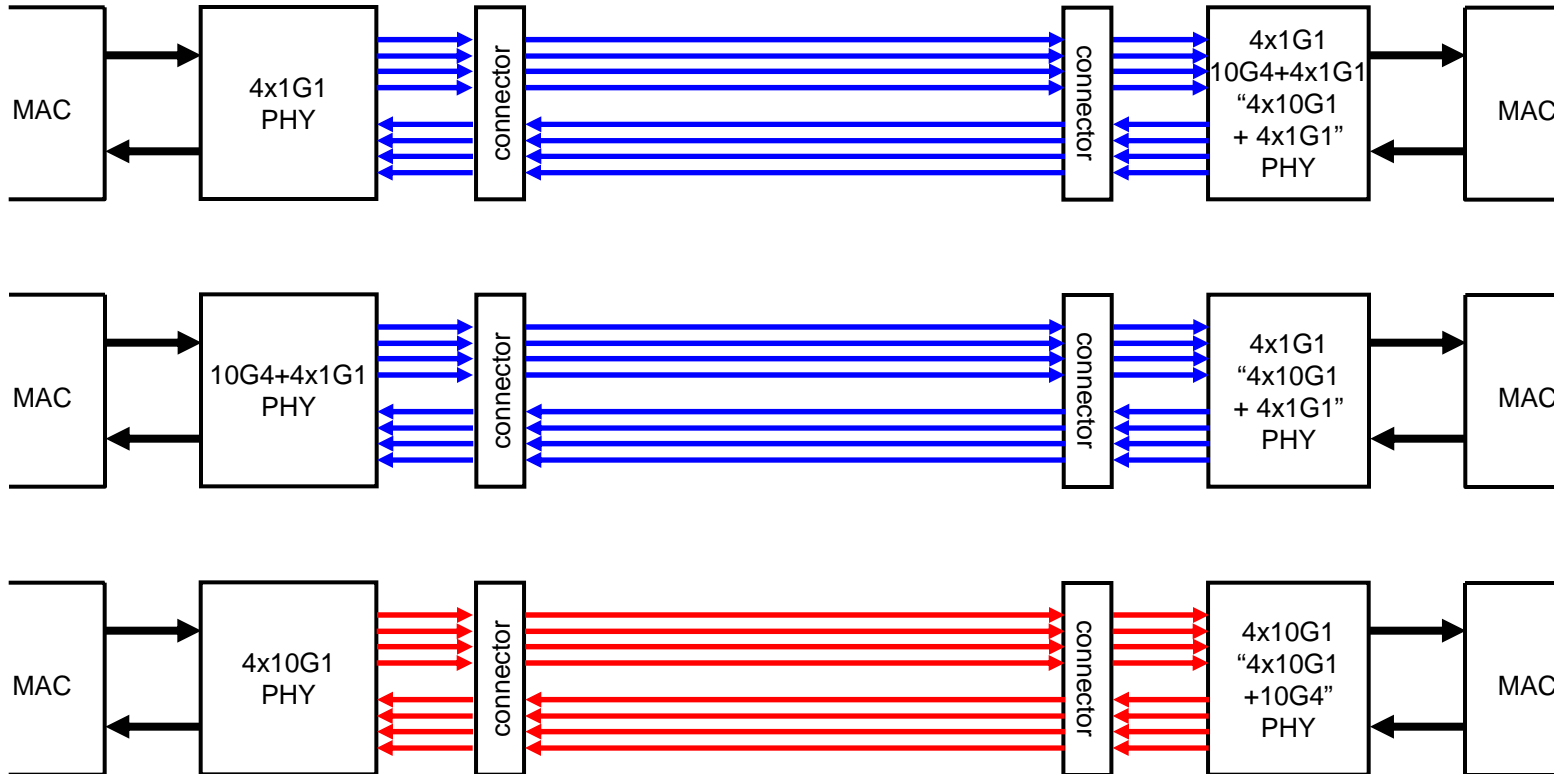 MAC
4x1G1
PHY
connector
connector
4x1G1
10G4+4x1G1
“4x10G1
+ 4x1G1”
PHY
MAC
MAC
10G4+4x1G1
PHY
connector
connector
4x1G1
“4x10G1
+ 4x1G1”
PHY
MAC
MAC
4x10G1
PHY
connector
connector
4x10G1
“4x10G1
+10G4”
PHY
MAC